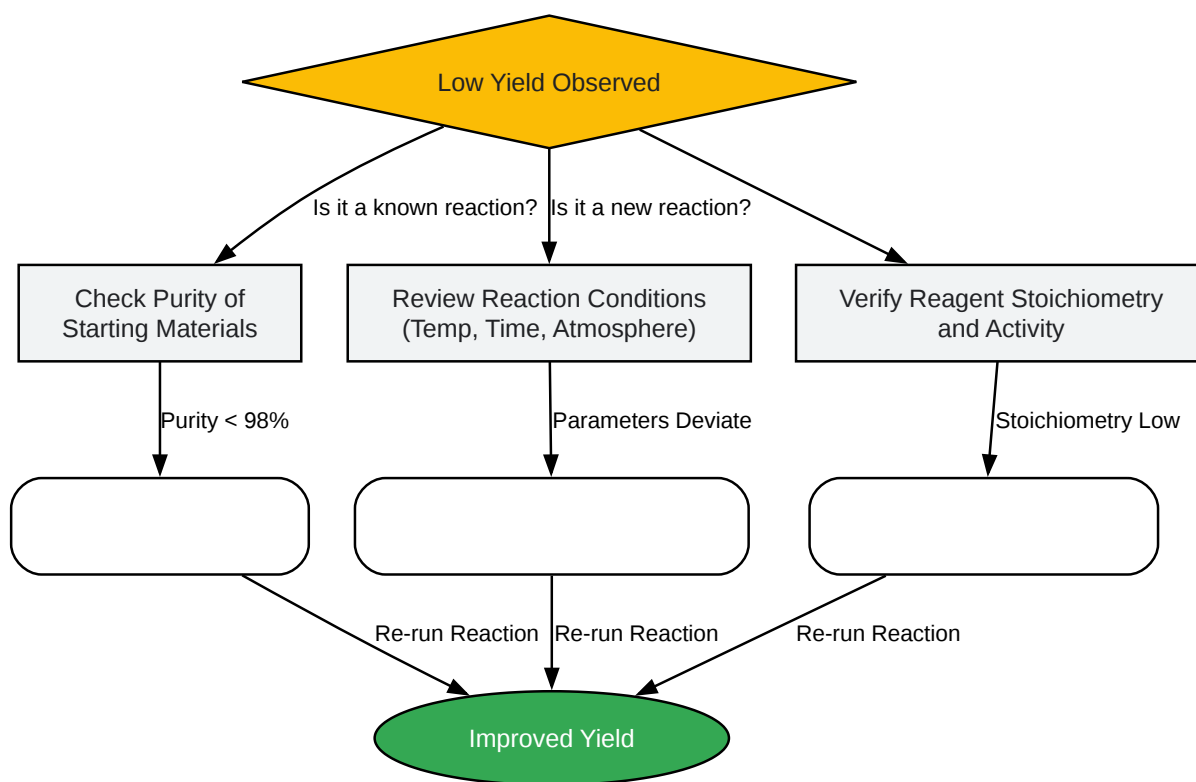 Low Yield Observed
Is it a known reaction?
Is it a new reaction?
Check Purity of
Starting Materials
Review Reaction Conditions
(Temp, Time, Atmosphere)
Verify Reagent Stoichiometry
and Activity
Purity < 98%
Parameters Deviate
Stoichiometry Low
Re-run Reaction
Re-run Reaction
Re-run Reaction
Improved Yield